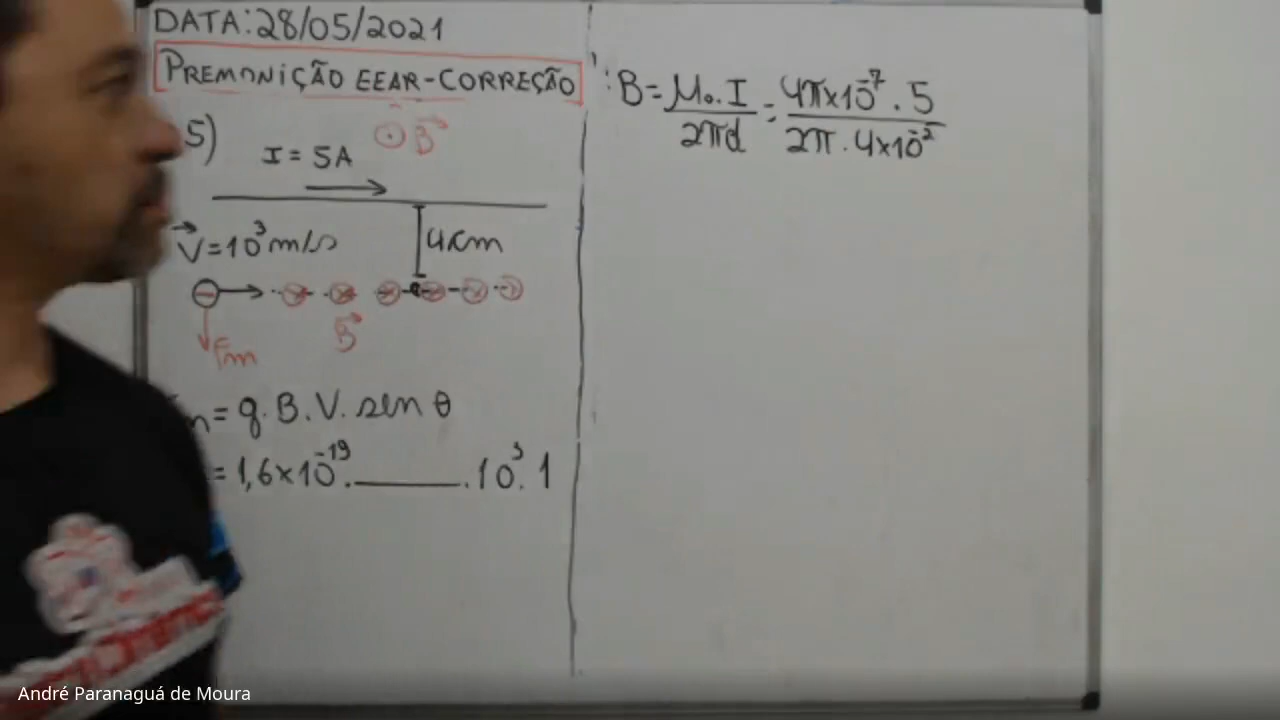 DATA: 28/05/2021
PREMONIÇÃO EEAR-CORREÇÃO
5)
I = 5A
B
V = 10³ m/s
4cm
B
Fm
= q. B. V. sen θ
= 1,6 x 10⁻¹⁹. ______ . 10³. 1
: B = μ₀. I / 2πd = 4π x 10⁻⁷ . 5 / 2π . 4 x 10⁻²
André Paranaguá de Moura